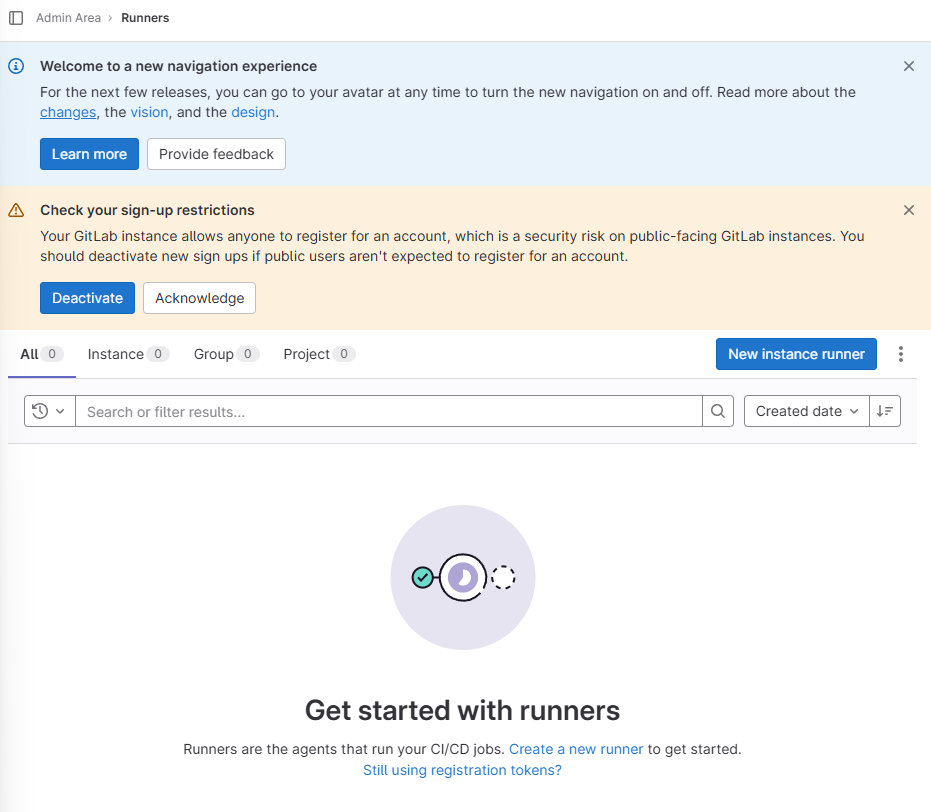 Admin Area › Runners
Welcome to a new navigation experience
For the next few releases, you can go to your avatar at any time to turn the new navigation on and off. Read more about the
changes, the vision, and the design.
Learn more Provide feedback
Check your sign-up restrictions
Your GitLab instance allows anyone to register for an account, which is a security risk on public-facing GitLab instances. You
should deactivate new sign ups if public users aren't expected to register for an account.
Deactivate Acknowledge
All 0 Instance 0 Group 0 Project 0 New instance runner
Search or filter results... Created date
Get started with runners
Runners are the agents that run your CI/CD jobs. Create a new runner to get started.
Still using registration tokens?